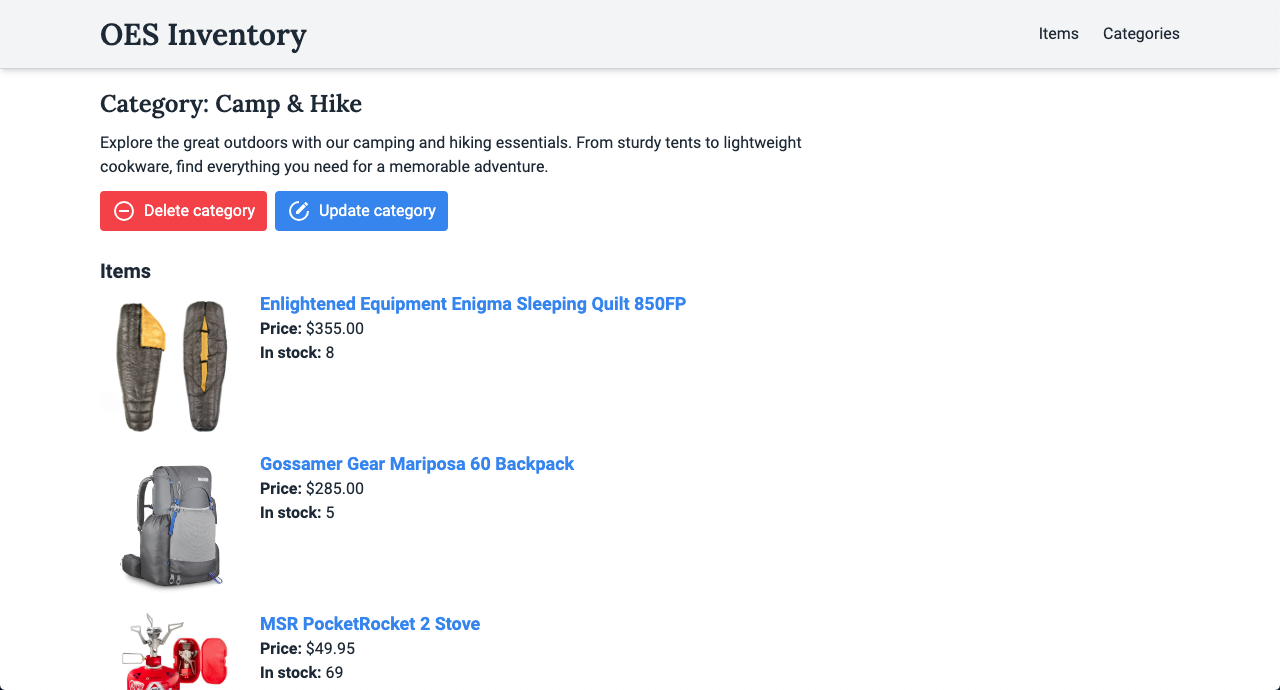 OES Inventory
Items
Categories
Category: Camp & Hike
Explore the great outdoors with our camping and hiking essentials. From sturdy tents to lightweight
cookware, find everything you need for a memorable adventure.
Delete category
Update category
Items
Enlightened Equipment Enigma Sleeping Quilt 850FP
Price: $355.00
In stock: 8
Gossamer Gear Mariposa 60 Backpack
Price: $285.00
In stock: 5
MSR PocketRocket 2 Stove
Price: $49.95
In stock: 69